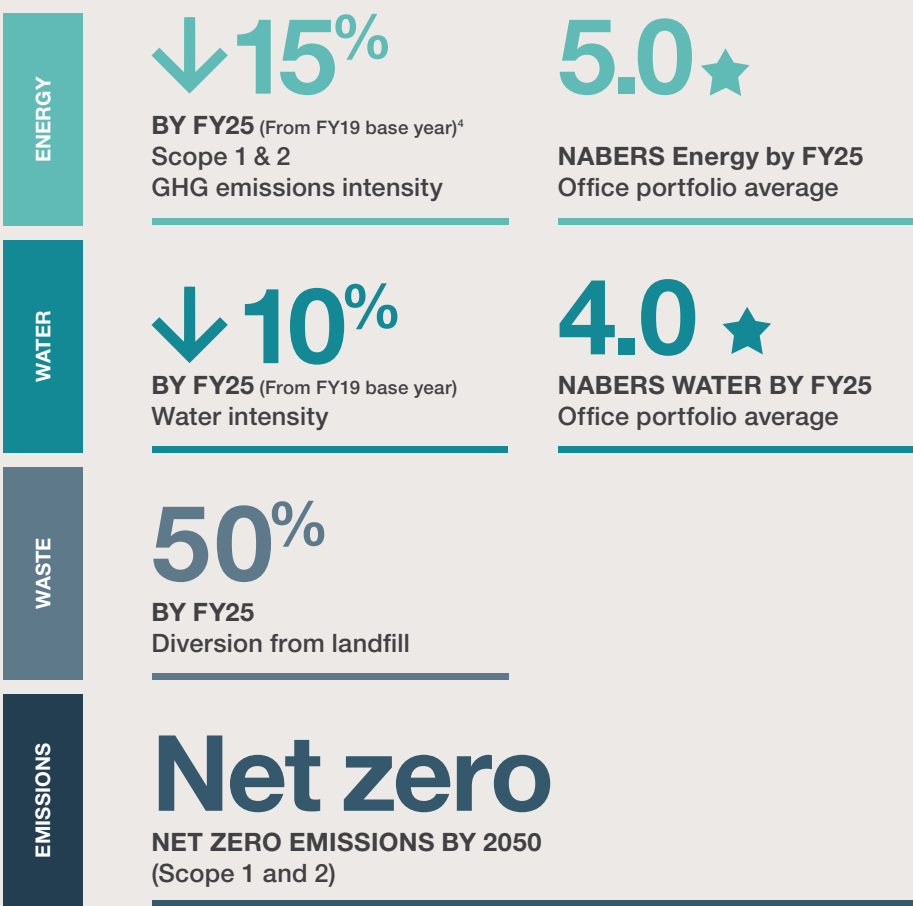 ENERGY
↓15%
BY FY25 (From FY19 base year)⁴
Scope 1 & 2
GHG emissions intensity
5.0★
NABERS Energy by FY25
Office portfolio average
WATER
↓10%
BY FY25 (From FY19 base year)
Water intensity
4.0 ★
NABERS WATER BY FY25
Office portfolio average
WASTE
50%
BY FY25
Diversion from landfill
EMISSIONS
Net zero
NET ZERO EMISSIONS BY 2050
(Scope 1 and 2)